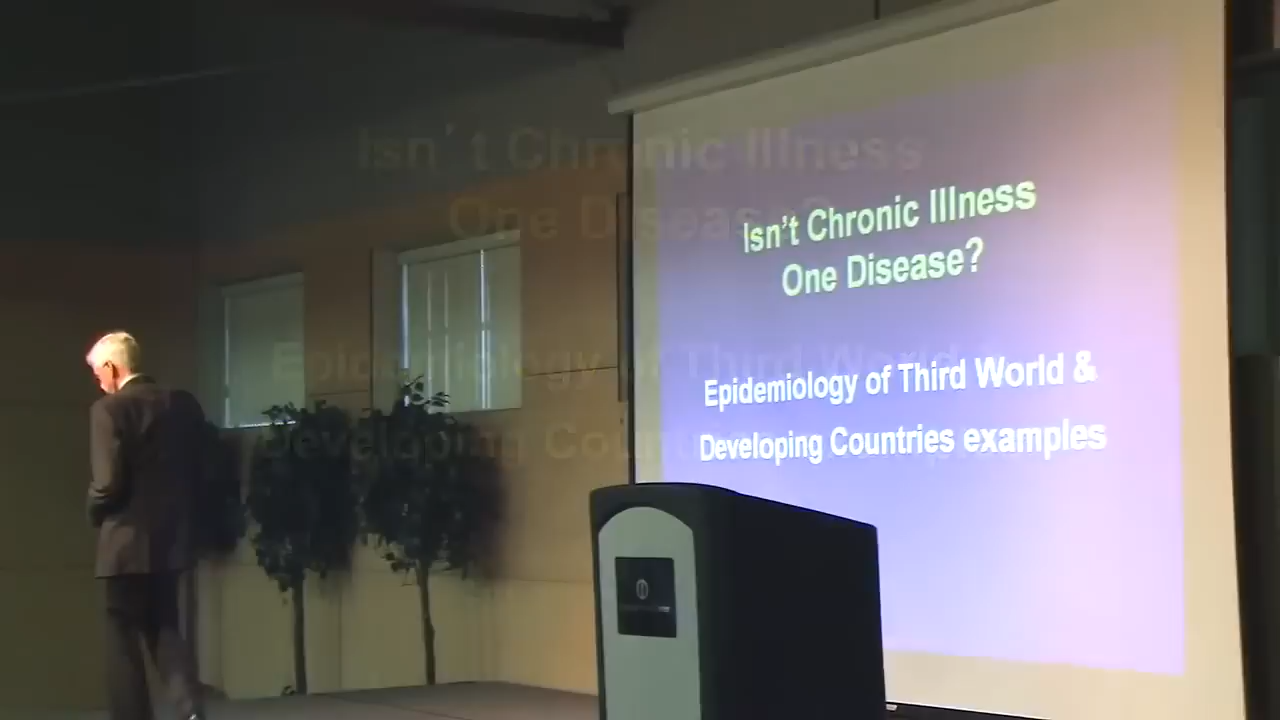 Isn't Chronic Illness
One Disease?
Epidemiology of Third World &
Developing Countries examples